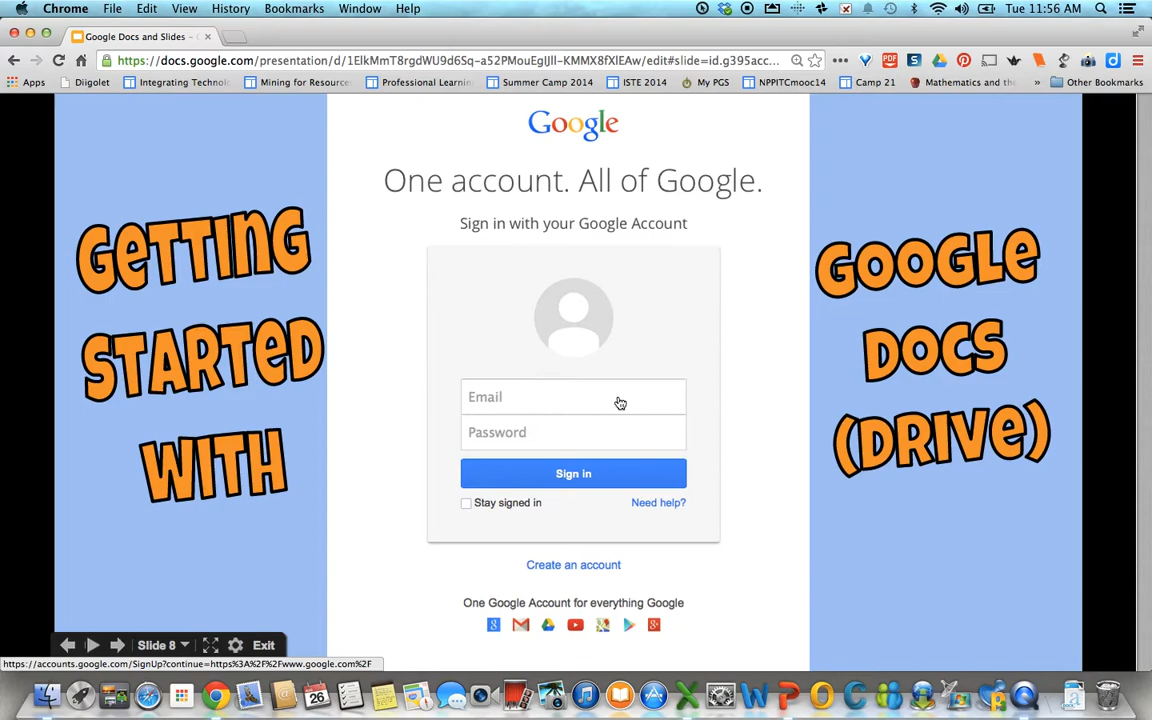 Chrome File Edit View History Bookmarks Window Help Tue 11:56 AM
Google Docs and Slides -
https://docs.google.com/presentation/d/1ElkMmT8rgdWU9d6Sq-a52PMouEgIJll-KMMX8fXlEAw/edit#slide=id.g395acc...
Apps Diigolet Integrating Techno Mining for Resource Professional Learnin Summer Camp 2014 ISTE 2014 My PGS NPPITCmooc14 Camp 21 Mathematics and the » Other Bookmarks
Google
One account. All of Google.
Sign in with your Google Account
Getting
Started
With
Google
Docs
(Drive)
Email
Password
Sign in
Stay signed in Need help?
Create an account
One Google Account for everything Google
Slide 8 Exit
https://accounts.google.com/SignUp?continue=https%3A%2F%2Fwww.google.com%2F